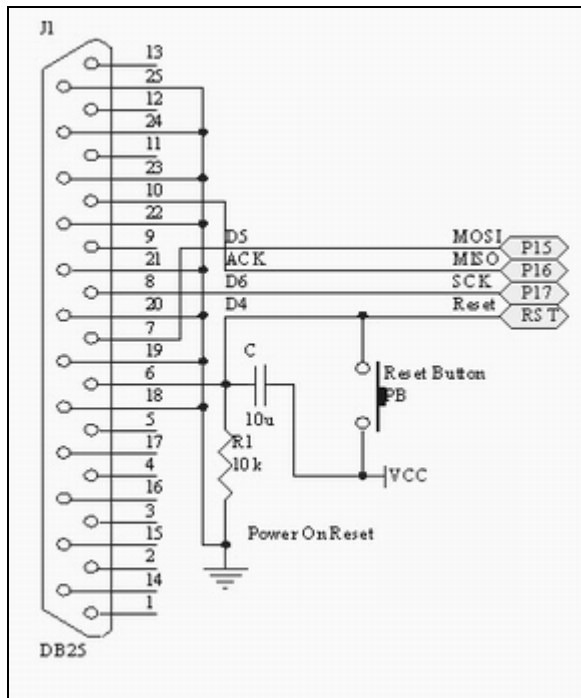 J1
13
25
12
24
11
23
10
22
9
21
8
20
7
19
6
18
5
17
4
16
3
15
2
14
1
DB25
D5 MOSI P15
ACK MISO P16
D6 SCK P17
D4 Reset RST
C
10u
R1
10k
Reset Button
PB
VCC
Power On Reset